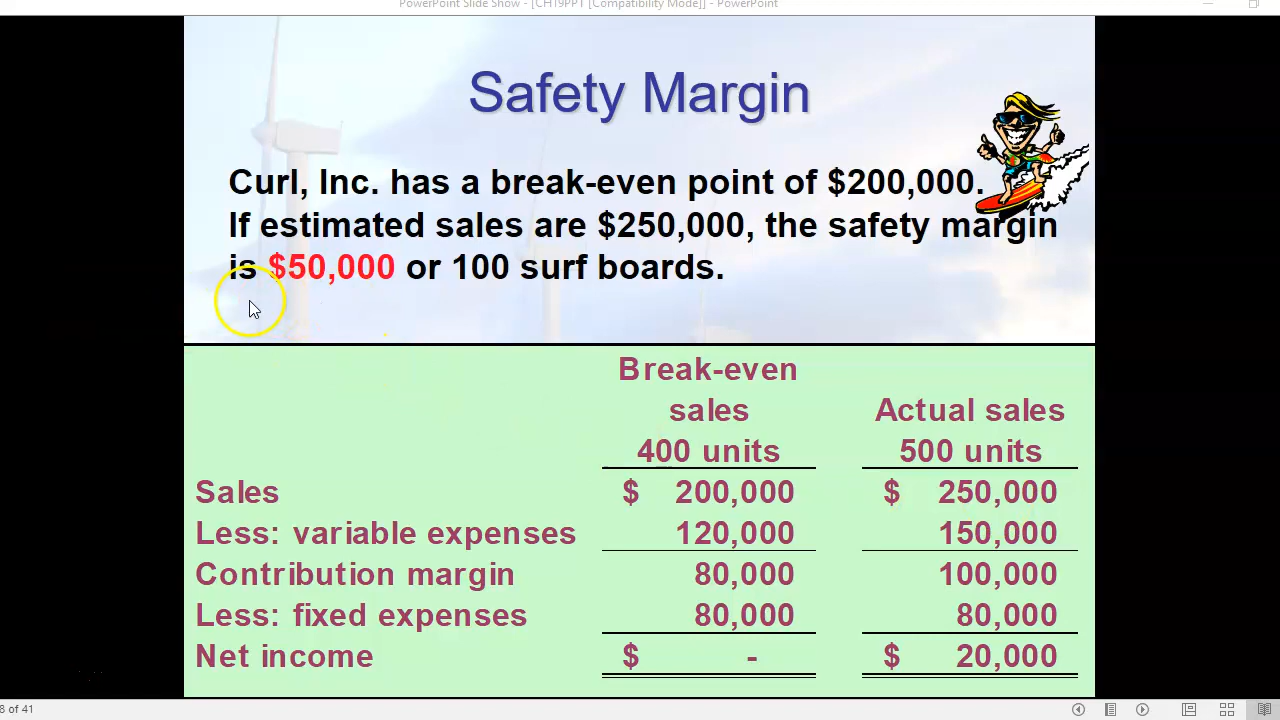 PowerPoint Slide Show - [CH19PPT [Compatibility Mode]] - PowerPoint
Safety Margin
Curl, Inc. has a break-even point of $200,000.
If estimated sales are $250,000, the safety margin
is $50,000 or 100 surf boards.
Break-even
sales Actual sales
400 units 500 units
Sales $ 200,000 $ 250,000
Less: variable expenses 120,000 150,000
Contribution margin 80,000 100,000
Less: fixed expenses 80,000 80,000
Net income $ - $ 20,000
8 of 41